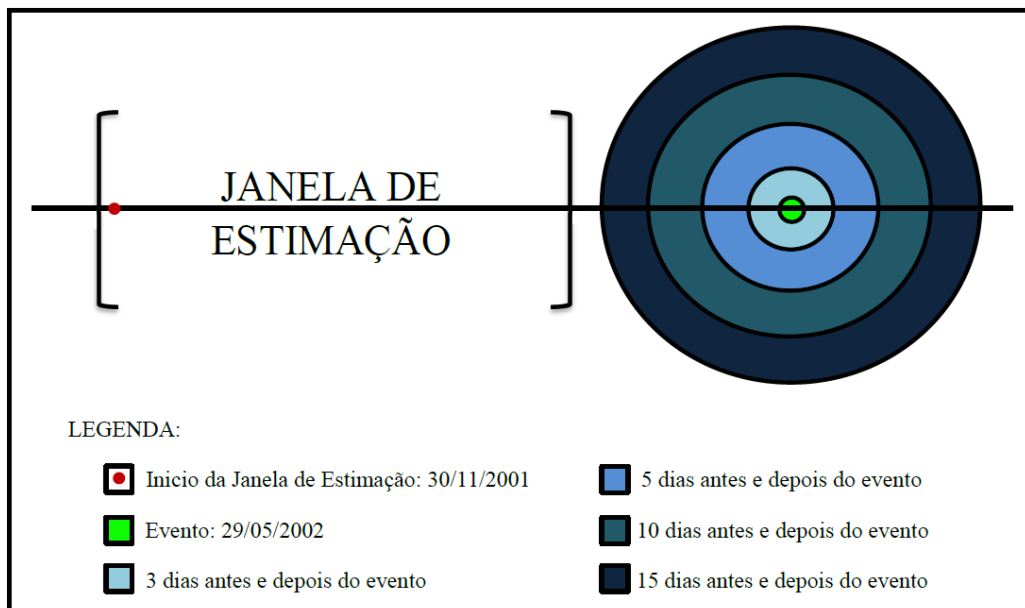 JANELA DE
ESTIMAÇÃO
LEGENDA:
Inicio da Janela de Estimação: 30/11/2001
Evento: 29/05/2002
3 dias antes e depois do evento
5 dias antes e depois do evento
10 dias antes e depois do evento
15 dias antes e depois do evento